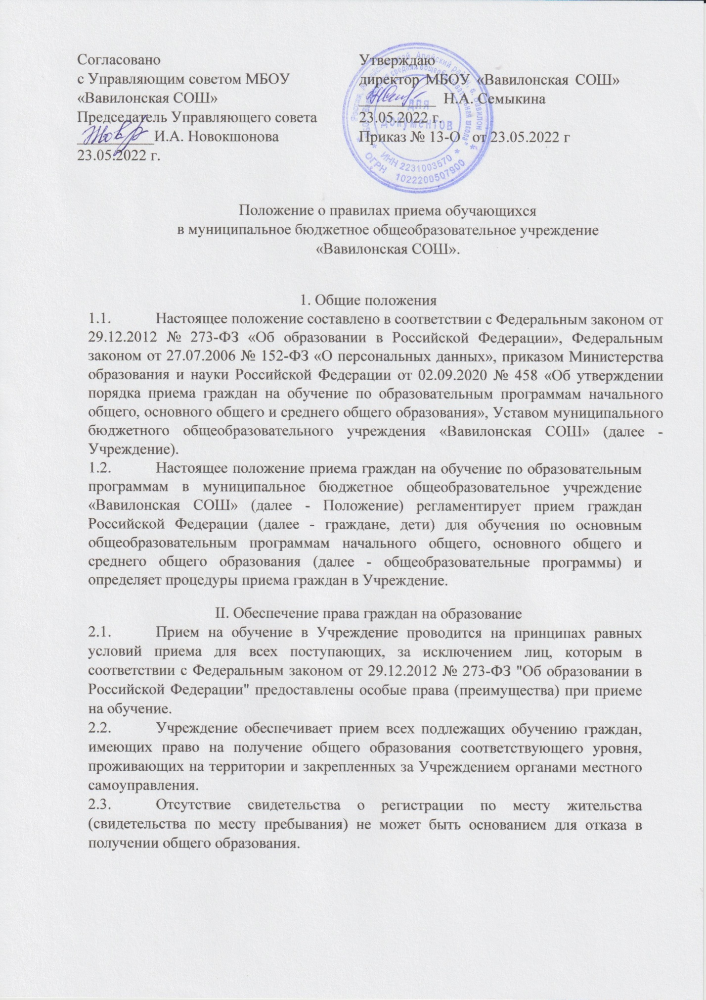 Согласовано
с Управляющим советом МБОУ
«Вавилонская СОШ»
Председатель Управляющего совета
__________И.А. Новокшонова
23.05.2022 г.
Утверждаю
директор МБОУ «Вавилонская СОШ»
__________ Н.А. Семыкина
23.05.2022 г.
Приказ № 13-О от 23.05.2022 г
для
документов
ИНН 2231003570
ОГРН 1022200507900
Положение о правилах приема обучающихся
в муниципальное бюджетное общеобразовательное учреждение
«Вавилонская СОШ».
1. Общие положения
1.1. Настоящее положение составлено в соответствии с Федеральным законом от
29.12.2012 № 273-ФЗ «Об образовании в Российской Федерации», Федеральным
законом от 27.07.2006 № 152-ФЗ «О персональных данных», приказом Министерства
образования и науки Российской Федерации от 02.09.2020 № 458 «Об утверждении
порядка приема граждан на обучение по образовательным программам начального
общего, основного общего и среднего общего образования», Уставом муниципального
бюджетного общеобразовательного учреждения «Вавилонская СОШ» (далее -
Учреждение).
1.2. Настоящее положение приема граждан на обучение по образовательным
программам в муниципальное бюджетное общеобразовательное учреждение
«Вавилонская СОШ» (далее - Положение) регламентирует прием граждан
Российской Федерации (далее - граждане, дети) для обучения по основным
общеобразовательным программам начального общего, основного общего и
среднего общего образования (далее - общеобразовательные программы) и
определяет процедуры приема граждан в Учреждение.
II. Обеспечение права граждан на образование
2.1. Прием на обучение в Учреждение проводится на принципах равных
условий приема для всех поступающих, за исключением лиц, которым в
соответствии с Федеральным законом от 29.12.2012 № 273-ФЗ "Об образовании в
Российской Федерации" предоставлены особые права (преимущества) при приеме
на обучение.
2.2. Учреждение обеспечивает прием всех подлежащих обучению граждан,
имеющих право на получение общего образования соответствующего уровня,
проживающих на территории и закрепленных за Учреждением органами местного
самоуправления.
2.3. Отсутствие свидетельства о регистрации по месту жительства
(свидетельства по месту пребывания) не может быть основанием для отказа в
получении общего образования.